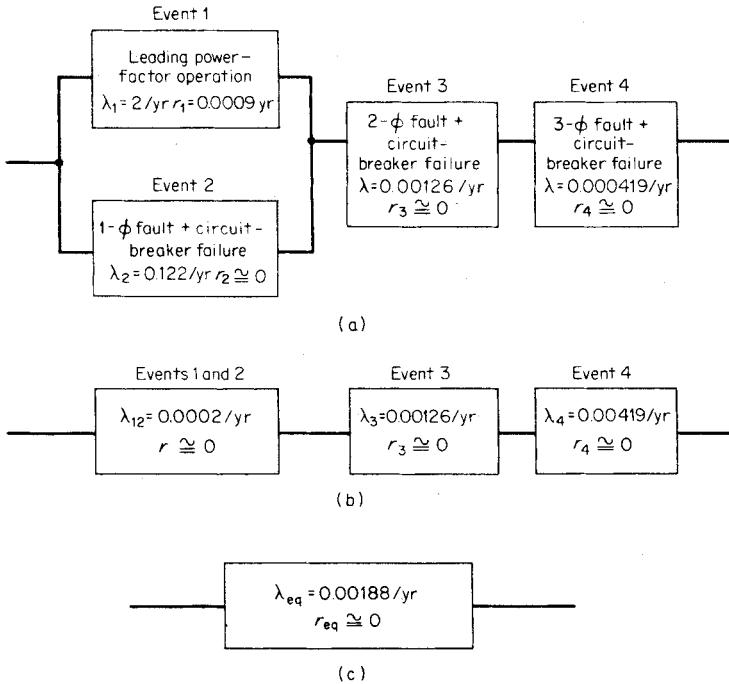 Event 1
Leading power-
factor operation
λ₁ = 2/yr r₁ = 0.0009 yr
Event 2
1-ϕ fault + circuit-
breaker failure
λ₂ = 0.122/yr r₂ ≅ 0
Event 3
2-ϕ fault +
circuit-
breaker failure
λ = 0.00126/yr
r₃ ≅ 0
Event 4
3-ϕ fault +
circuit-
breaker failure
λ = 0.000419/yr
r₄ ≅ 0
(a)
Events 1 and 2
λ₁₂ = 0.0002/yr
r ≅ 0
Event 3
λ₃ = 0.00126/yr
r₃ ≅ 0
Event 4
λ₄ = 0.00419/yr
r₄ ≅ 0
(b)
λeq = 0.00188/yr
req ≅ 0
(c)